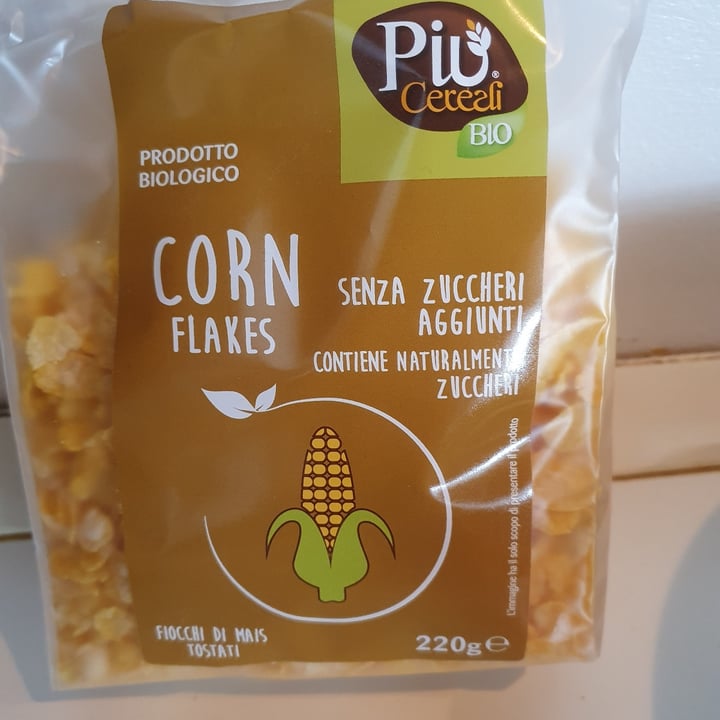 Più
Cereali
BIO
PRODOTTO
BIOLOGICO
CORN
FLAKES
SENZA ZUCCHERI
AGGIUNTI
CONTIENE NATURALMENTE
ZUCCHERI
L'immagine ha il solo scopo di presentare il prodotto
FIOCCHI DI MAIS
TOSTATI
220g e